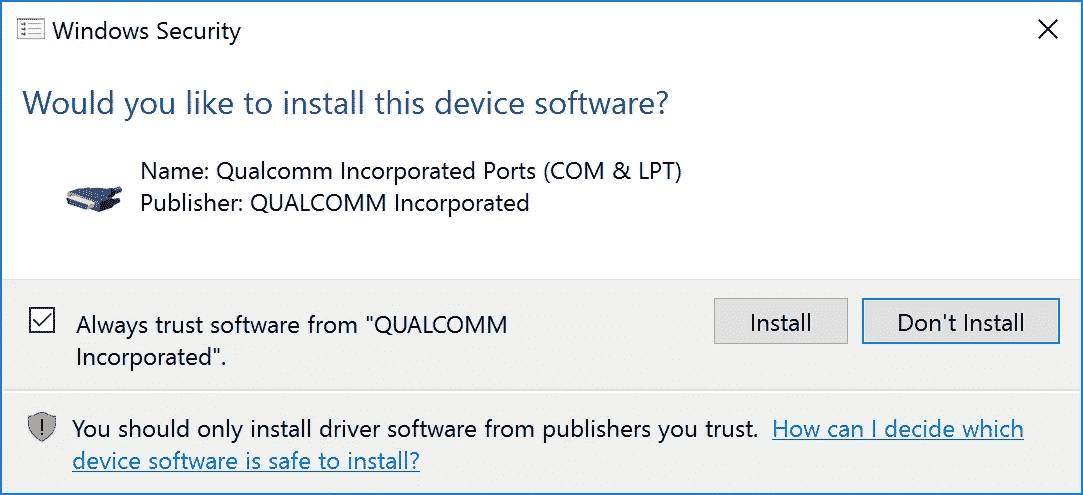 Windows Security
Would you like to install this device software?
Name: Qualcomm Incorporated Ports (COM & LPT)
Publisher: QUALCOMM Incorporated
Always trust software from "QUALCOMM
Incorporated".
Install
Don't Install
You should only install driver software from publishers you trust. How can I decide which
device software is safe to install?